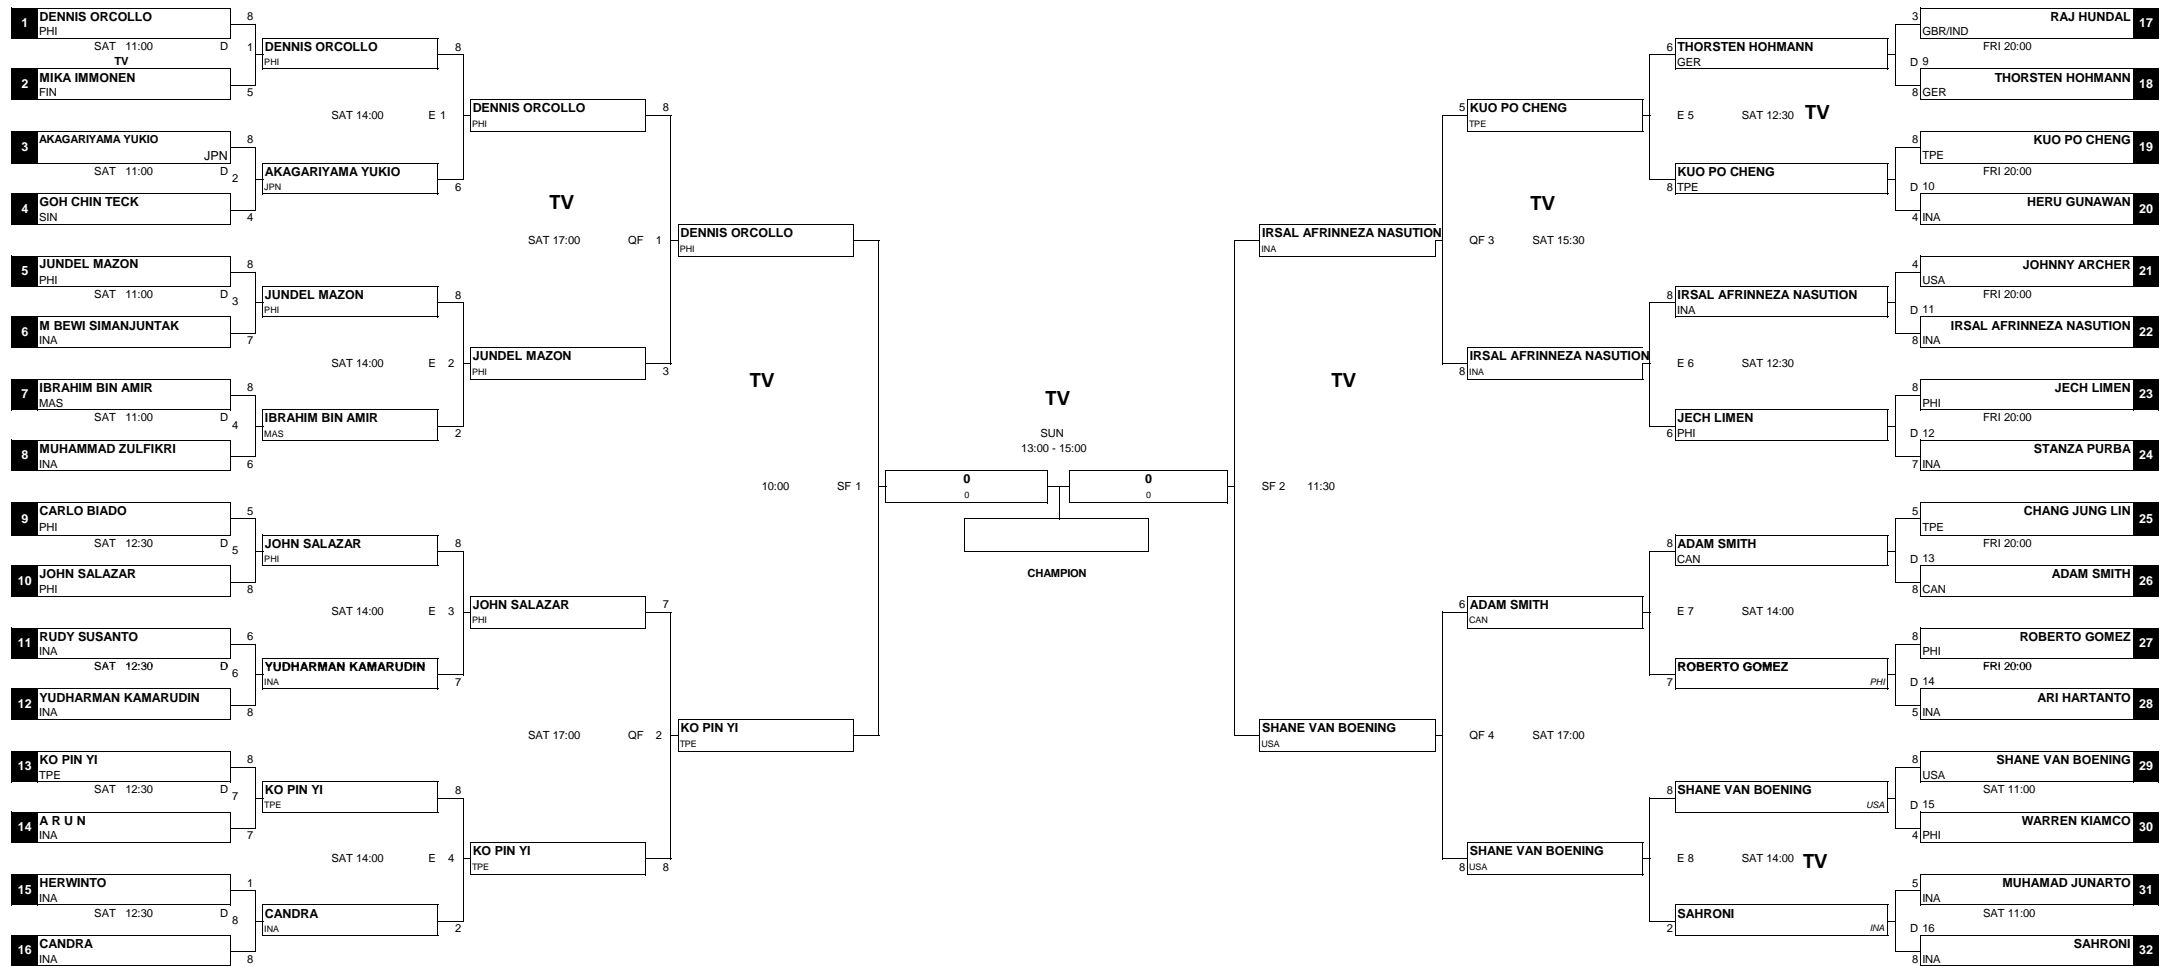 1 DENNIS ORCOLLO 8
PHI
SAT 11:00 D 1
TV
2 MIKA IMMONEN
FIN 5
3 AKAGARIYAMA YUKIO 8
JPN
SAT 11:00 D 2
4 GOH CHIN TECK
SIN 4
5 JUNDEL MAZON 8
PHI
SAT 11:00 D 3
6 M BEWI SIMANJUNTAK
INA 7
7 IBRAHIM BIN AMIR 8
MAS
SAT 11:00 D 4
8 MUHAMMAD ZULFIKRI
INA 6
9 CARLO BIADO 5
PHI
SAT 12:30 D 5
10 JOHN SALAZAR
PHI 8
11 RUDY SUSANTO 6
INA
SAT 12:30 D 6
12 YUDHARMAN KAMARUDIN
INA 8
13 KO PIN YI 8
TPE
SAT 12:30 D 7
14 A R U N
INA 7
15 HERWINTO 1
INA
SAT 12:30 D 8
16 CANDRA
INA 8
DENNIS ORCOLLO 8
PHI
SAT 14:00 E 1
AKAGARIYAMA YUKIO
JPN 6
JUNDEL MAZON 8
PHI
SAT 14:00 E 2
IBRAHIM BIN AMIR
MAS 2
JOHN SALAZAR 8
PHI
SAT 14:00 E 3
YUDHARMAN KAMARUDIN
INA 7
KO PIN YI 8
TPE
SAT 14:00 E 4
CANDRA
INA 2
DENNIS ORCOLLO 8
PHI
TV
SAT 17:00 QF 1
JUNDEL MAZON
PHI 3
JOHN SALAZAR 7
PHI
SAT 17:00 QF 2
KO PIN YI
TPE 8
DENNIS ORCOLLO
PHI
TV
10:00 SF 1
KO PIN YI
TPE
TV
SUN
13:00 - 15:00
0 0
0 0
CHAMPION
IRSAL AFRINNEZA NASUTION
INA
TV
SF 2 11:30
SHANE VAN BOENING
USA
5 KUO PO CHENG
TPE
TV
QF 3 SAT 15:30
IRSAL AFRINNEZA NASUTION
8 INA
6 ADAM SMITH
CAN
QF 4 SAT 17:00
SHANE VAN BOENING
8 USA
6 THORSTEN HOHMANN
GER
E 5 SAT 12:30 TV
KUO PO CHENG
8 TPE
8 IRSAL AFRINNEZA NASUTION
INA
E 6 SAT 12:30
JECH LIMEN
6 PHI
8 ADAM SMITH
CAN
E 7 SAT 14:00
ROBERTO GOMEZ
7 PHI
8 SHANE VAN BOENING
USA
E 8 SAT 14:00 TV
SAHRONI
2 INA
3 RAJ HUNDAL 17
GBR/IND
FRI 20:00
D 9
THORSTEN HOHMANN 18
8 GER
8 KUO PO CHENG 19
TPE
FRI 20:00
D 10
HERU GUNAWAN 20
4 INA
4 JOHNNY ARCHER 21
USA
FRI 20:00
D 11
IRSAL AFRINNEZA NASUTION 22
8 INA
8 JECH LIMEN 23
PHI
FRI 20:00
D 12
STANZA PURBA 24
7 INA
5 CHANG JUNG LIN 25
TPE
FRI 20:00
D 13
ADAM SMITH 26
8 CAN
8 ROBERTO GOMEZ 27
PHI
FRI 20:00
D 14
ARI HARTANTO 28
5 INA
8 SHANE VAN BOENING 29
USA
SAT 11:00
D 15
WARREN KIAMCO 30
4 PHI
5 MUHAMAD JUNARTO 31
INA
SAT 11:00
D 16
SAHRONI 32
8 INA